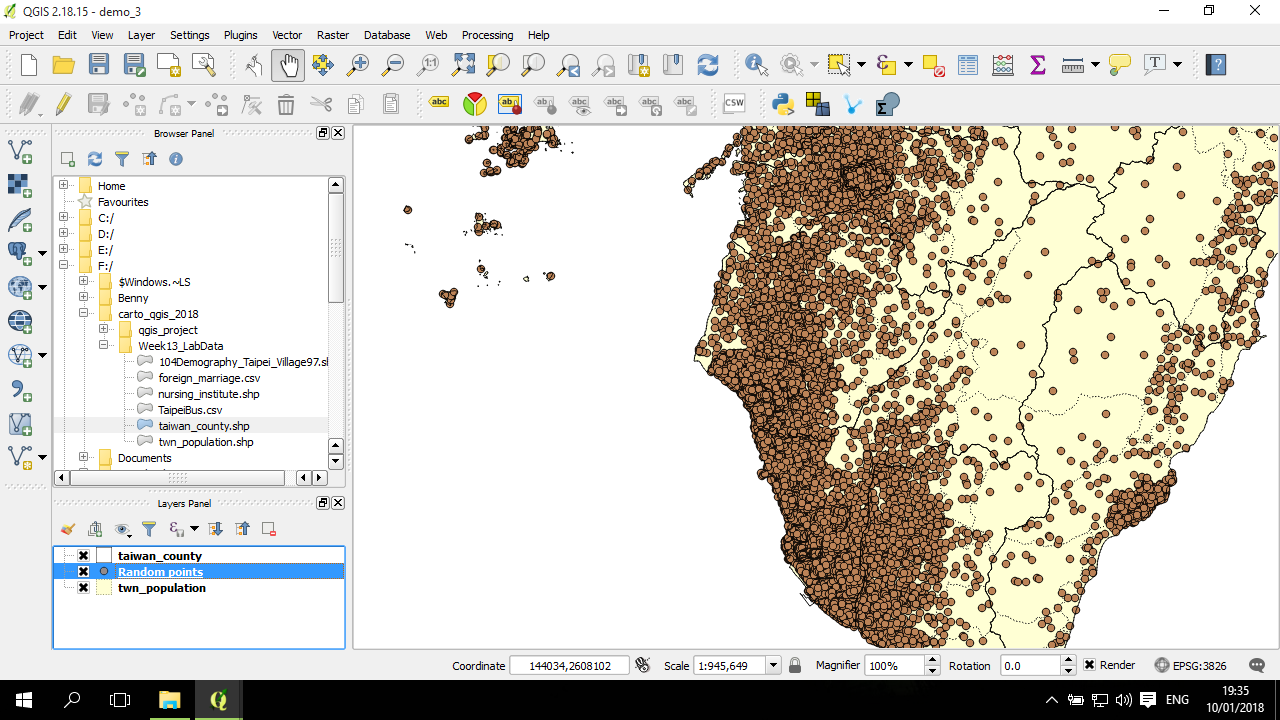 QGIS 2.18.15 - demo_3
Project Edit View Layer Settings Plugins Vector Raster Database Web Processing Help
abc
CSW
Browser Panel
Home
Favourites
C:/
D:/
E:/
F:/
$Windows.~LS
Benny
carto_qgis_2018
qgis_project
Week13_LabData
104Demography_Taipei_Village97.sh
foreign_marriage.csv
nursing_institute.shp
TaipeiBus.csv
taiwan_county.shp
twn_population.shp
Documents
Layers Panel
taiwan_county
Random points
twn_population
Coordinate 144034,2608102 Scale 1:945,649 Magnifier 100% Rotation 0.0 Render EPSG:3826
ENG
19:35
10/01/2018